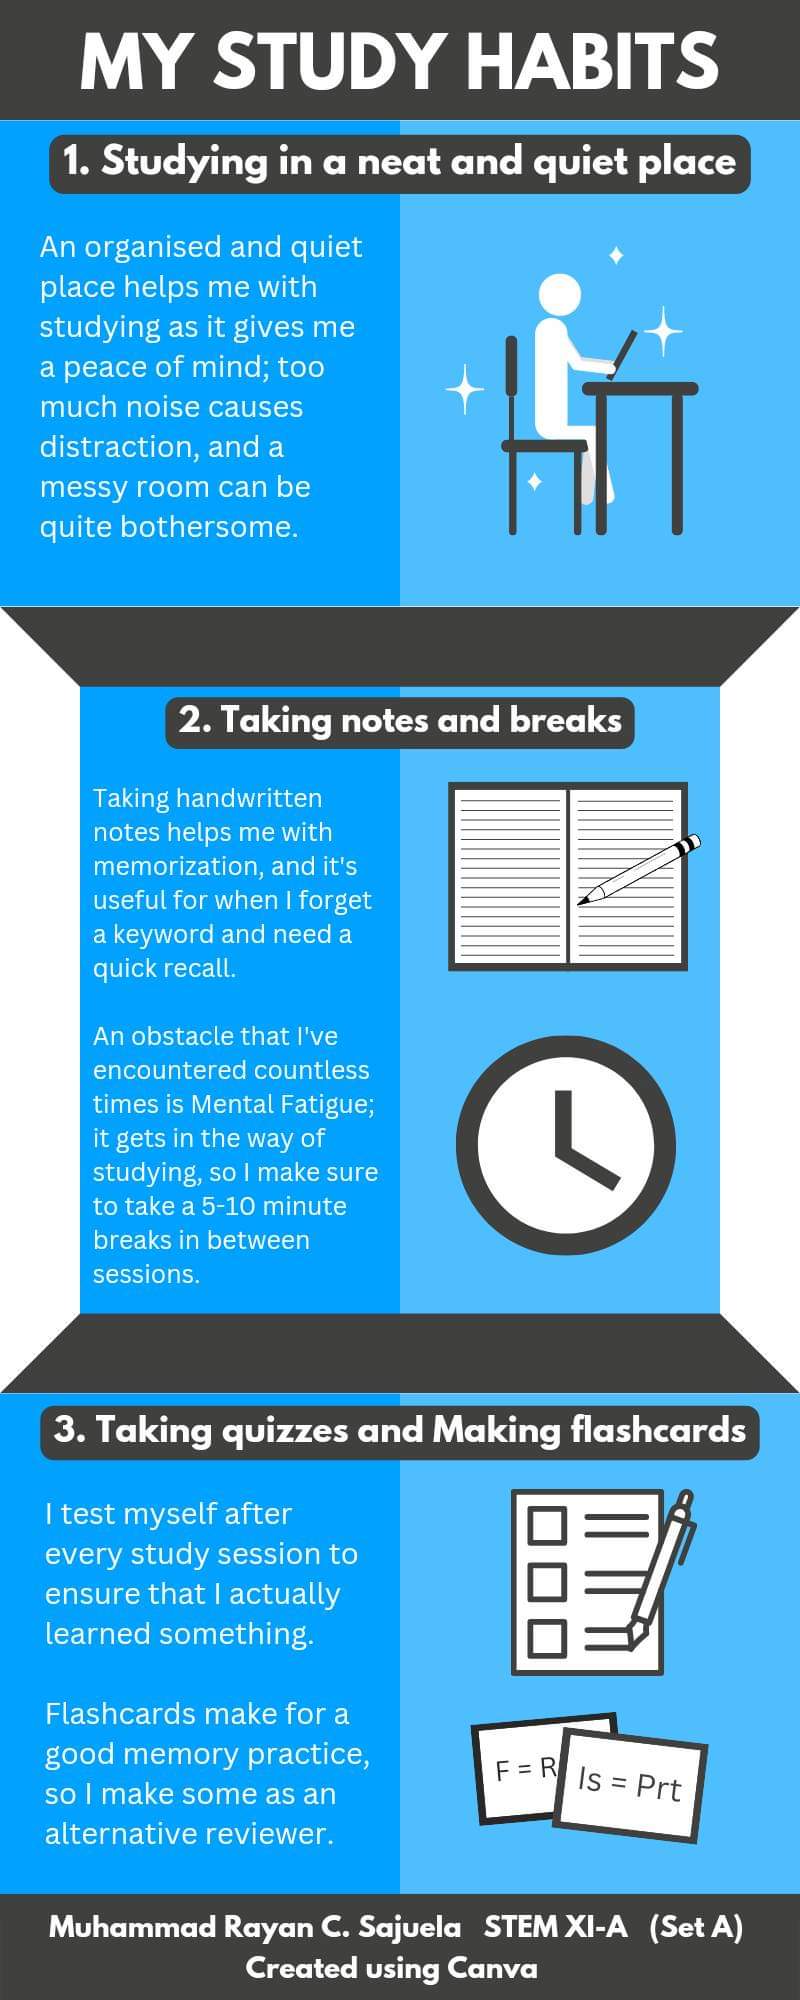 MY STUDY HABITS
1. Studying in a neat and quiet place
An organised and quiet
place helps me with
studying as it gives me
a peace of mind; too
much noise causes
distraction, and a
messy room can be
quite bothersome.
2. Taking notes and breaks
Taking handwritten
notes helps me with
memorization, and it's
useful for when I forget
a keyword and need a
quick recall.
An obstacle that I've
encountered countless
times is Mental Fatigue;
it gets in the way of
studying, so I make sure
to take a 5-10 minute
breaks in between
sessions.
3. Taking quizzes and Making flashcards
I test myself after
every study session to
ensure that I actually
learned something.
Flashcards make for a
good memory practice,
so I make some as an
alternative reviewer.
F = R
Is = Prt
Muhammad Rayan C. Sajuela STEM XI-A (Set A)
Created using Canva